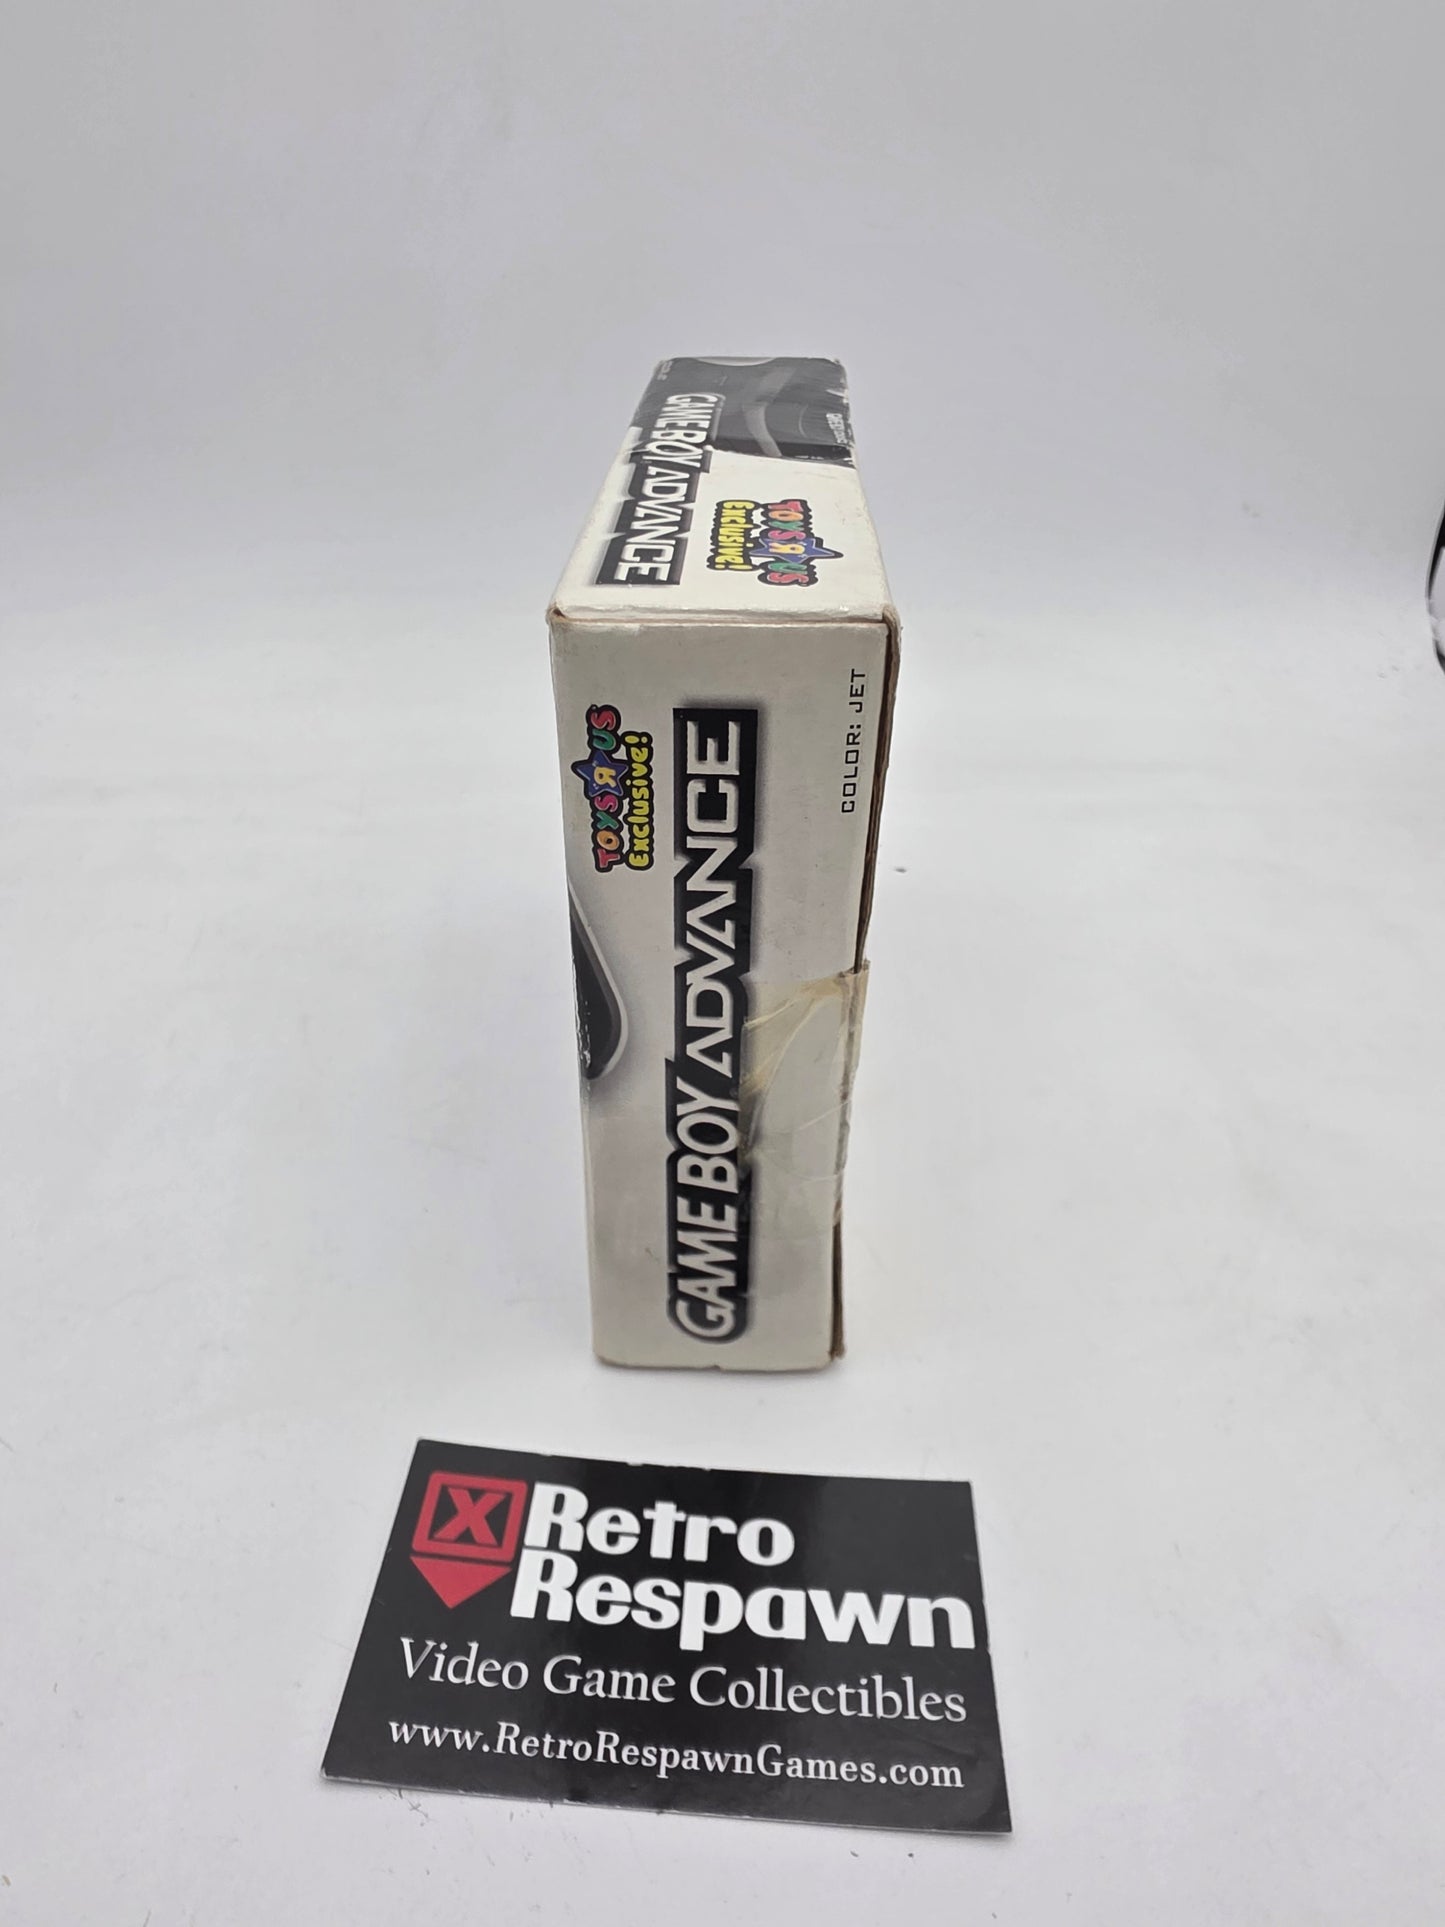 GAME BOY ADVANCE
TOYS R US
Exclusive!
TOYS R US
Exclusive!
GAME BOY ADVANCE
COLOR: JET
X Retro
Respawn
Video Game Collectibles
www.RetroRespawnGames.com